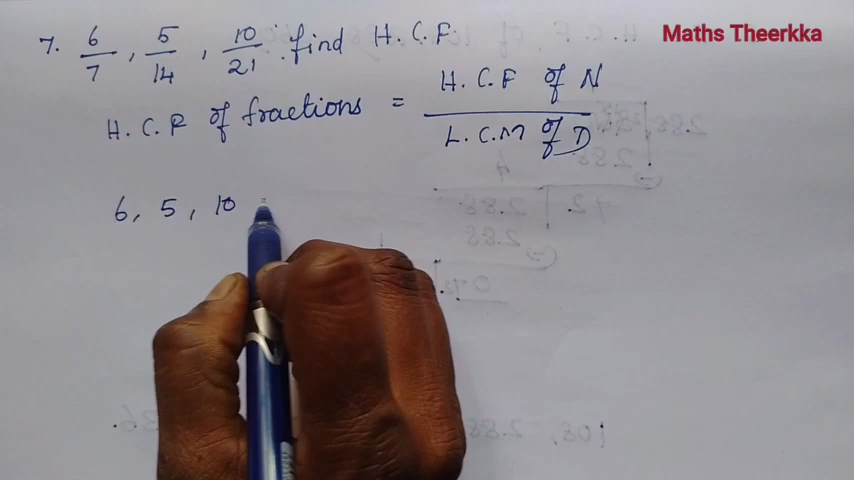 Maths Theerkka
7. 6/7, 5/14, 10/21 : find H.C.F.
H.C.F of fractions = H.C.F of N / L.C.M of D
6, 5, 10